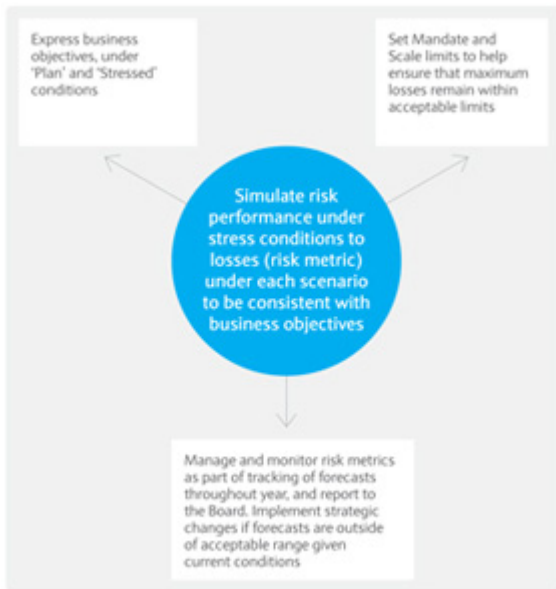 Express business
objectives, under
'Plan' and 'Stressed'
conditions
Set Mandate and
Scale limits to help
ensure that maximum
losses remain within
acceptable limits
Simulate risk
performance under
stress conditions to
losses (risk metric)
under each scenario
to be consistent with
business objectives
Manage and monitor risk metrics
as part of tracking of forecasts
throughout year, and report to
the Board. Implement strategic
changes if forecasts are outside
of acceptable range given
current conditions